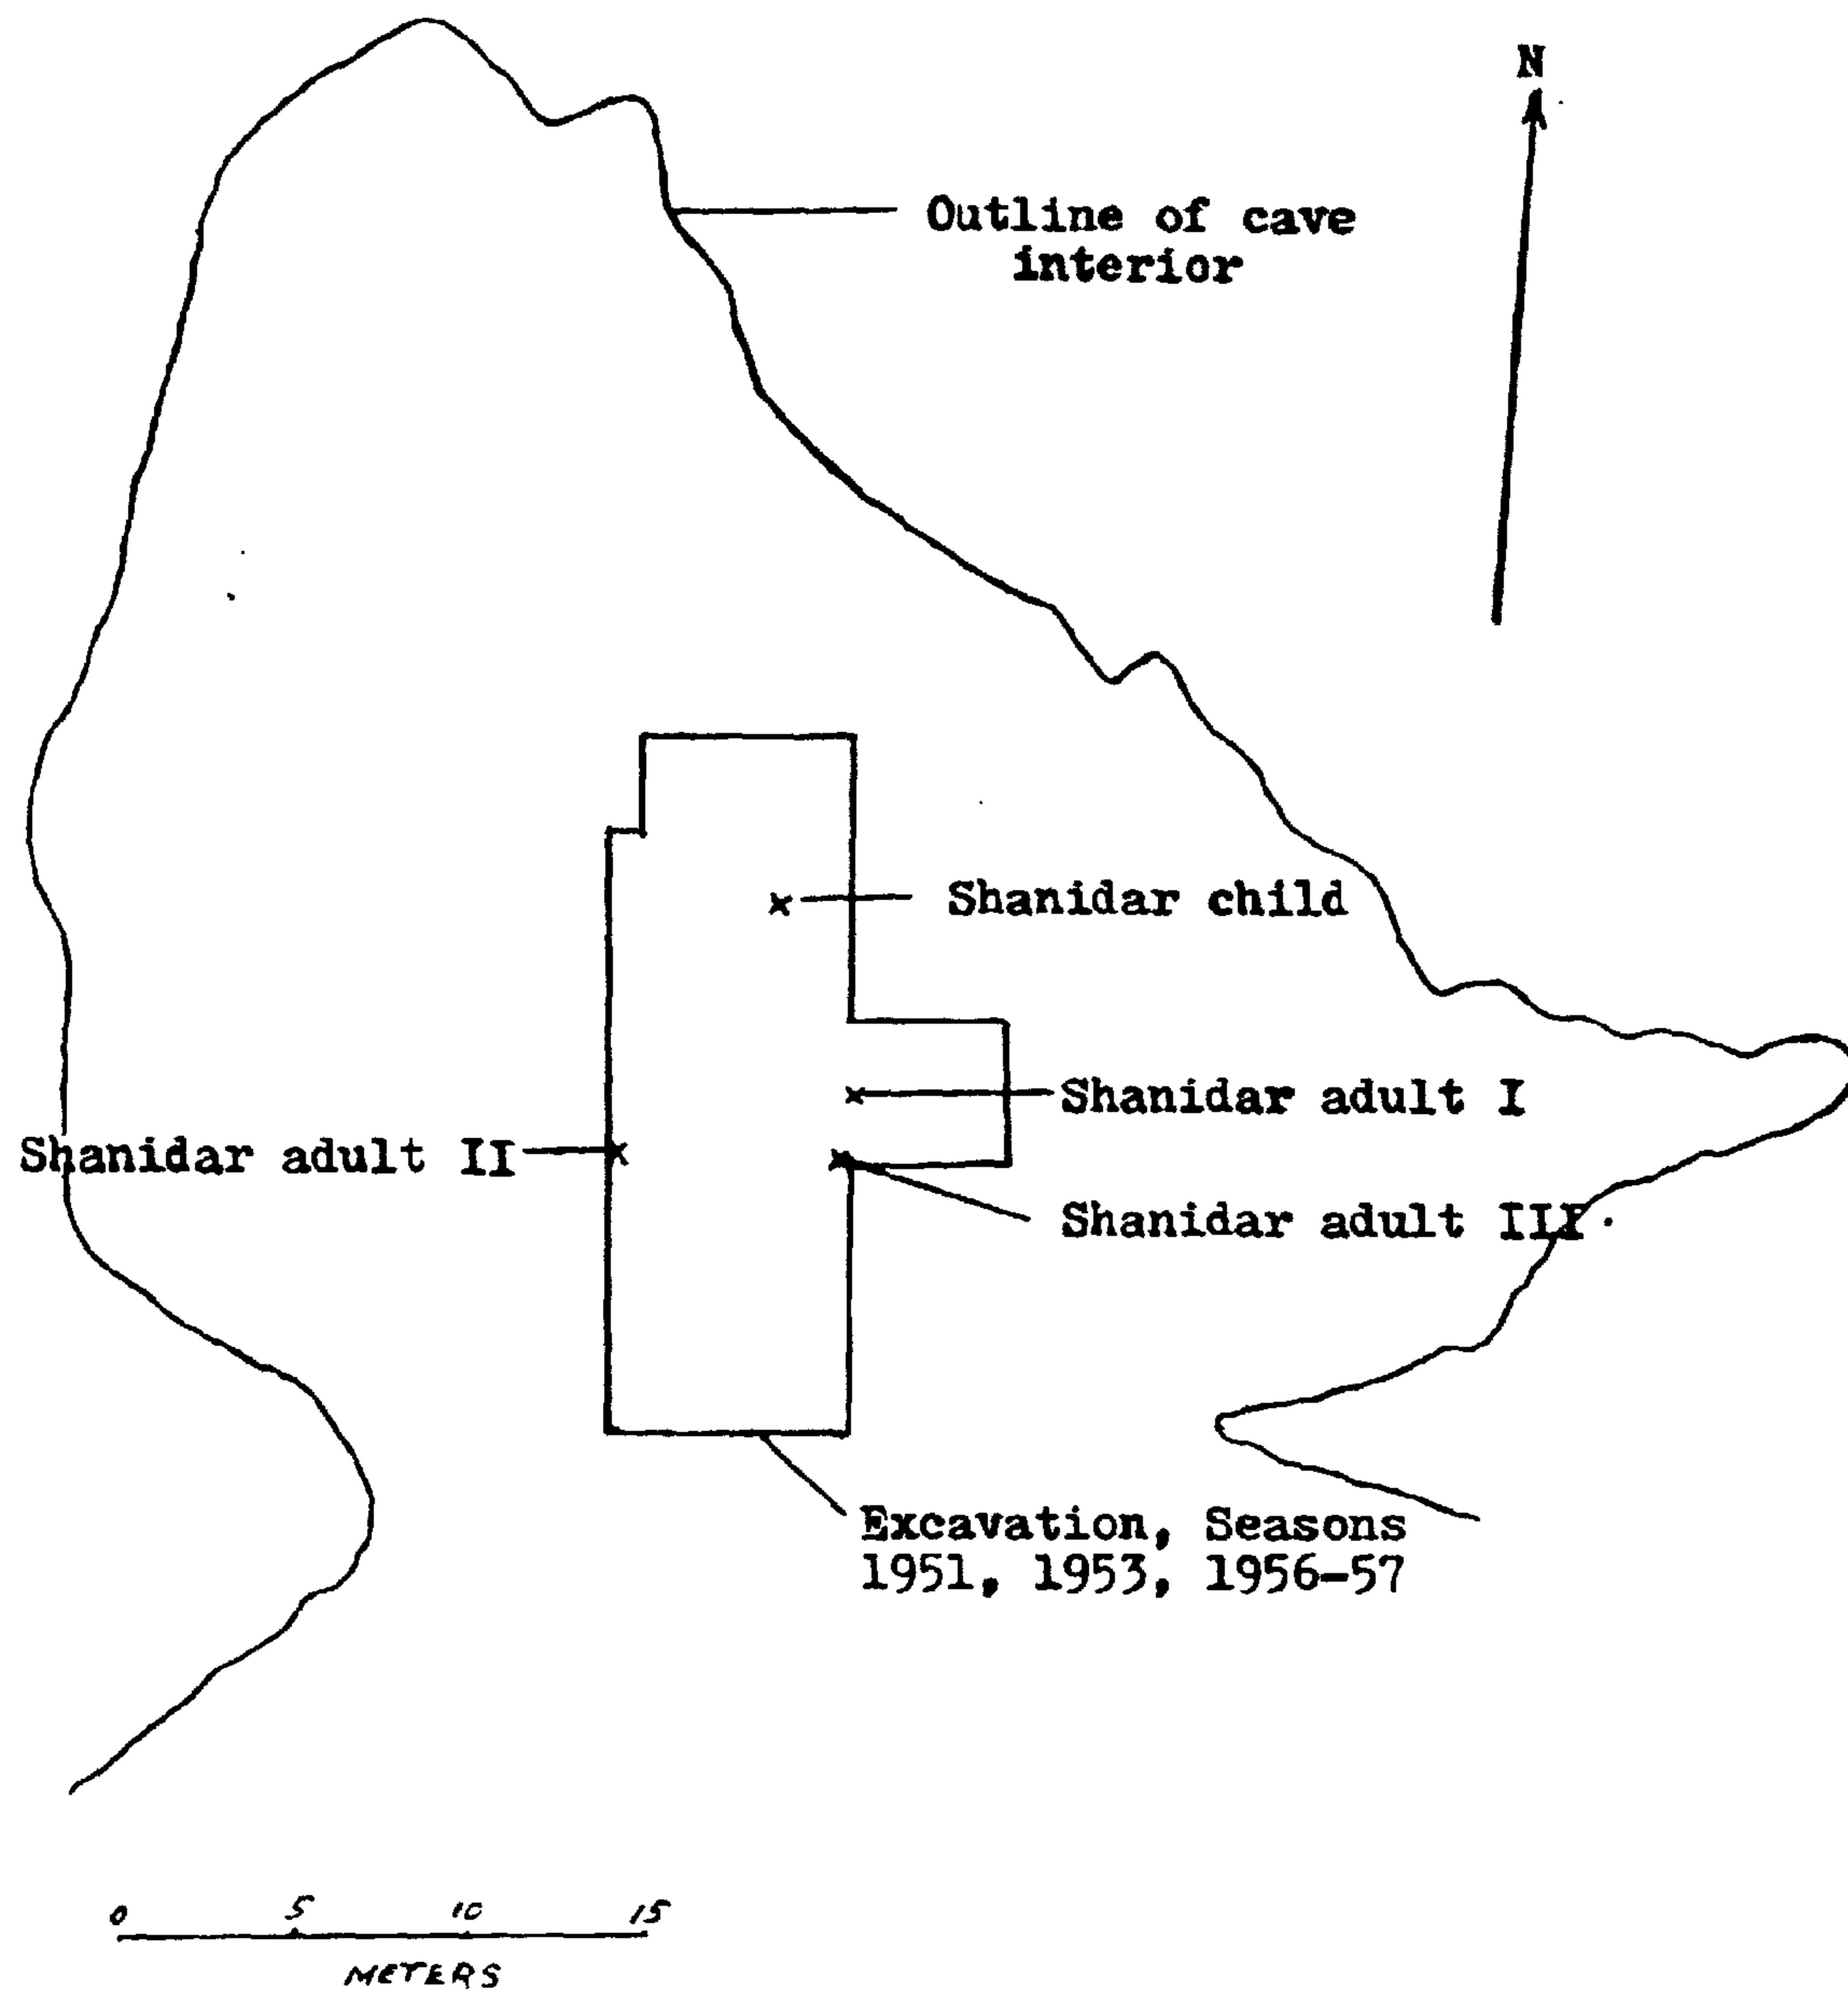 N
Outline of cave
interior
Shanidar child
Shanidar adult I
Shanidar adult II
Shanidar adult III.
Excavation, Seasons
1951, 1953, 1956-57
0 5 10 15
METERS